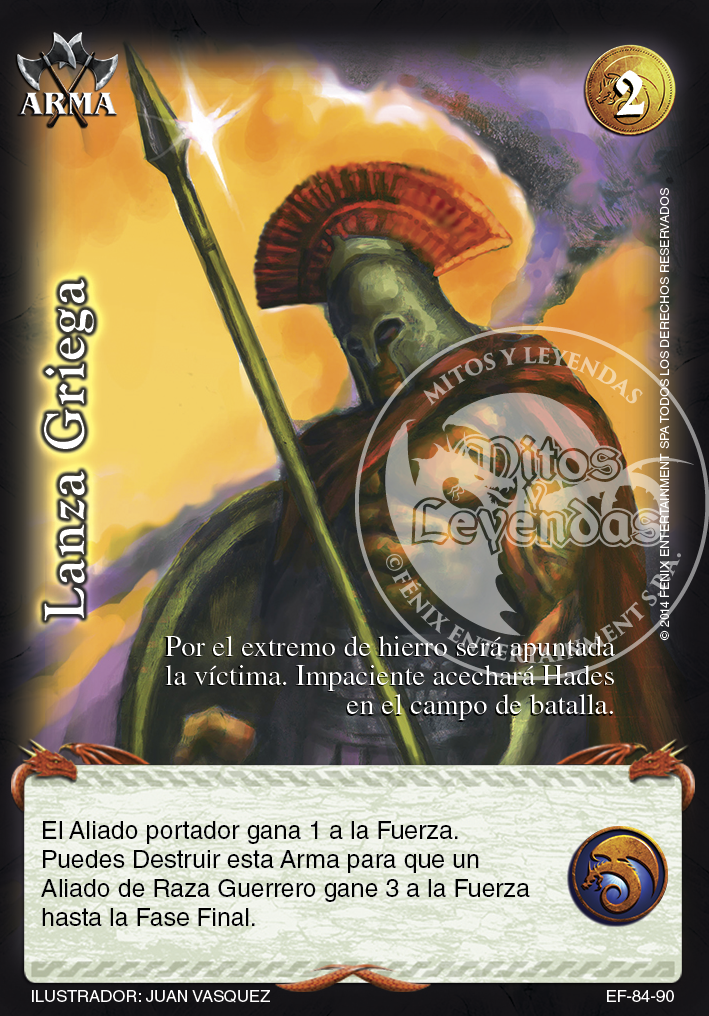 ARMA
2
Lanza Griega
MITOS Y LEYENDAS
Mitos
y
Leyendas
©FÉNIX ENTERTAINMENT S.P.A.
© 2014 FÉNIX ENTERTAINMENT SPA TODOS LOS DERECHOS RESERVADOS
Por el extremo de hierro será apuntada
la víctima. Impaciente acechará Hades
en el campo de batalla.
El Aliado portador gana 1 a la Fuerza.
Puedes Destruir esta Arma para que un
Aliado de Raza Guerrero gane 3 a la Fuerza
hasta la Fase Final.
ILUSTRADOR: JUAN VASQUEZ
EF-84-90